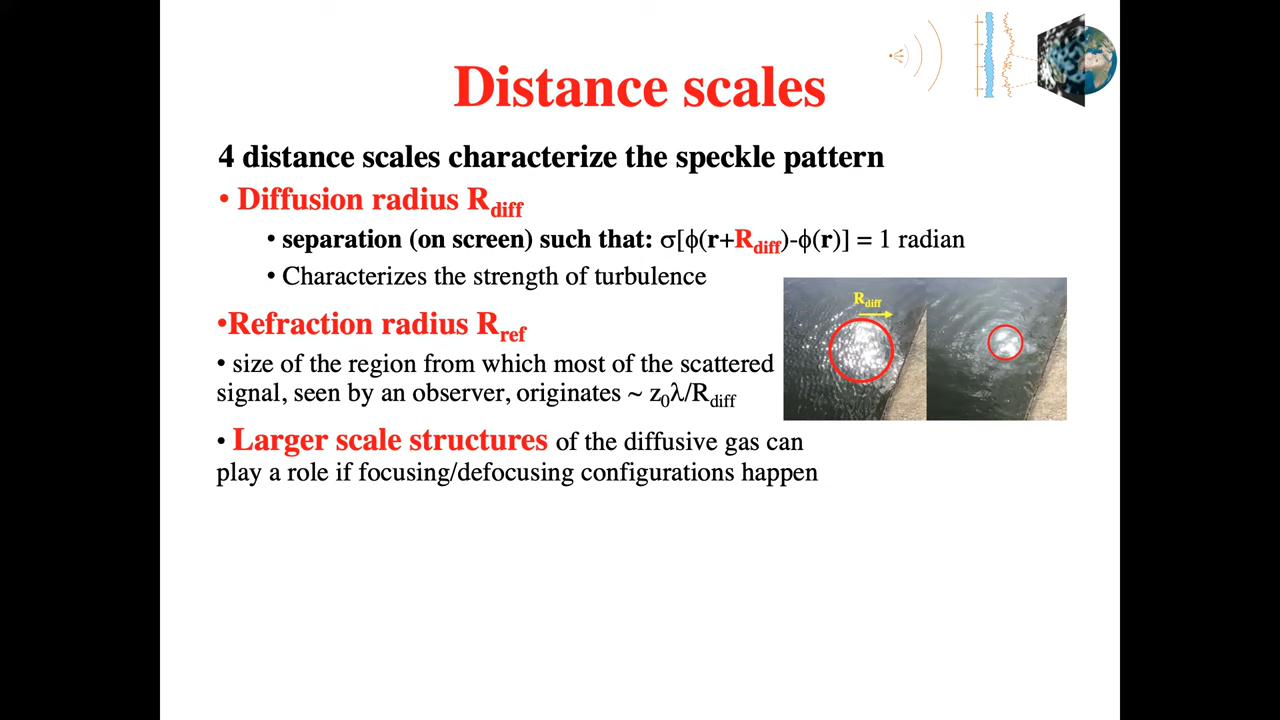 Distance scales
4 distance scales characterize the speckle pattern
• Diffusion radius Rdiff
• separation (on screen) such that: σ[ϕ(r+Rdiff)-ϕ(r)] = 1 radian
• Characterizes the strength of turbulence
Rdiff
•Refraction radius Rref
• size of the region from which most of the scattered
signal, seen by an observer, originates ~ z0λ/Rdiff
• Larger scale structures of the diffusive gas can
play a role if focusing/defocusing configurations happen